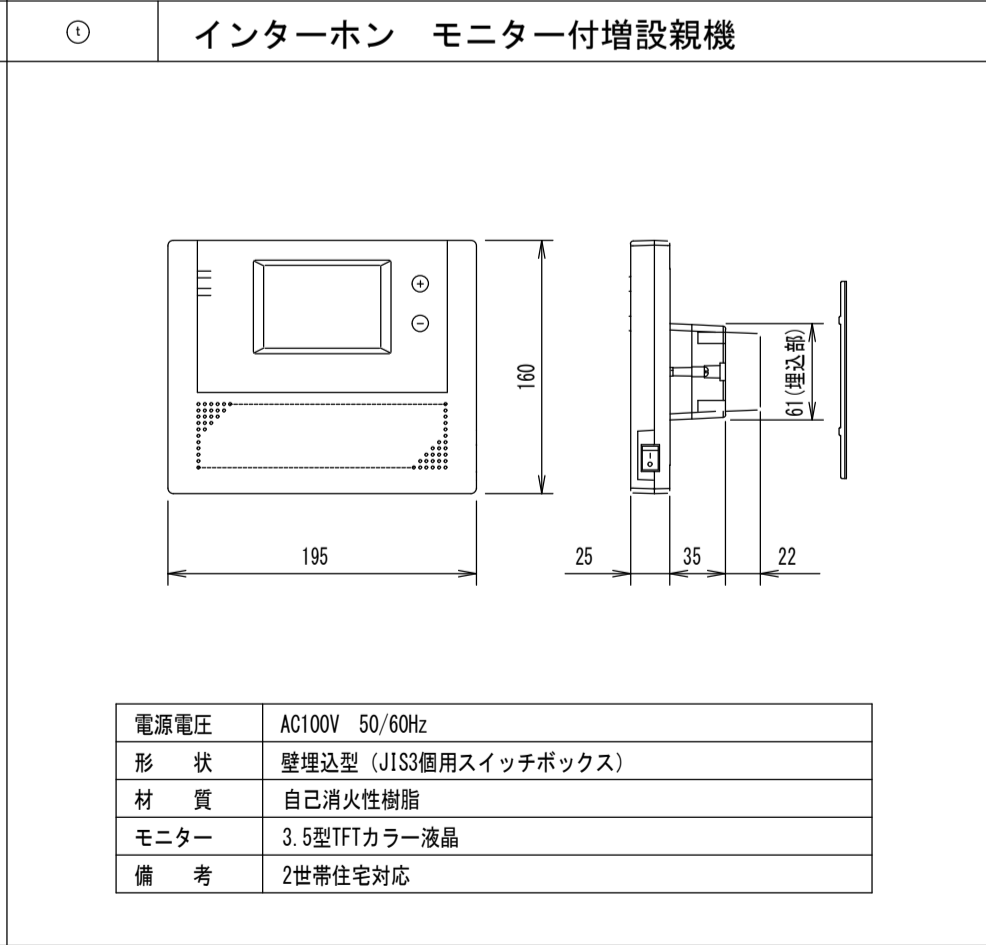 t インターホン　モニター付増設親機
+
−
160
61(埋込部)
195
25 35 22
電源電圧 AC100V 50/60Hz
形　状 壁埋込型（JIS3個用スイッチボックス）
材　質 自己消火性樹脂
モニター 3.5型TFTカラー液晶
備　考 2世帯住宅対応